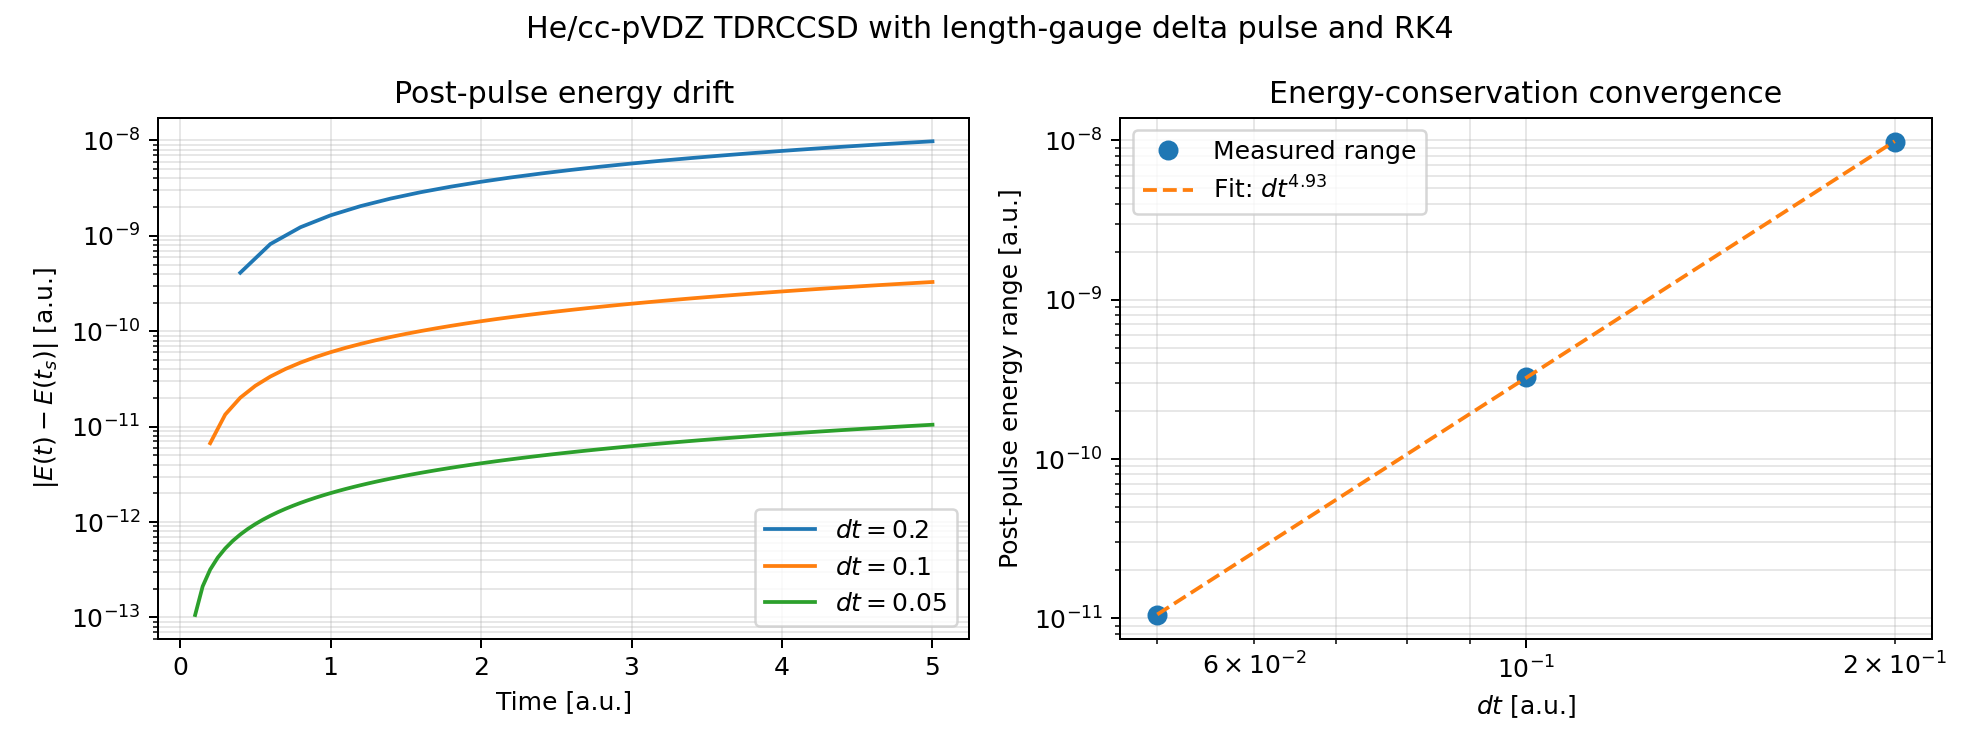 He/cc-pVDZ TDRCCSD with length-gauge delta pulse and RK4
Post-pulse energy drift
|E(t) − E(t_s)| [a.u.]
10^{-8}
10^{-9}
10^{-10}
10^{-11}
10^{-12}
10^{-13}
dt = 0.2
dt = 0.1
dt = 0.05
0 1 2 3 4 5
Time [a.u.]
Energy-conservation convergence
Post-pulse energy range [a.u.]
10^{-8}
10^{-9}
10^{-10}
10^{-11}
Measured range
Fit: dt^{4.93}
6 × 10^{-2} 10^{-1} 2 × 10^{-1}
dt [a.u.]